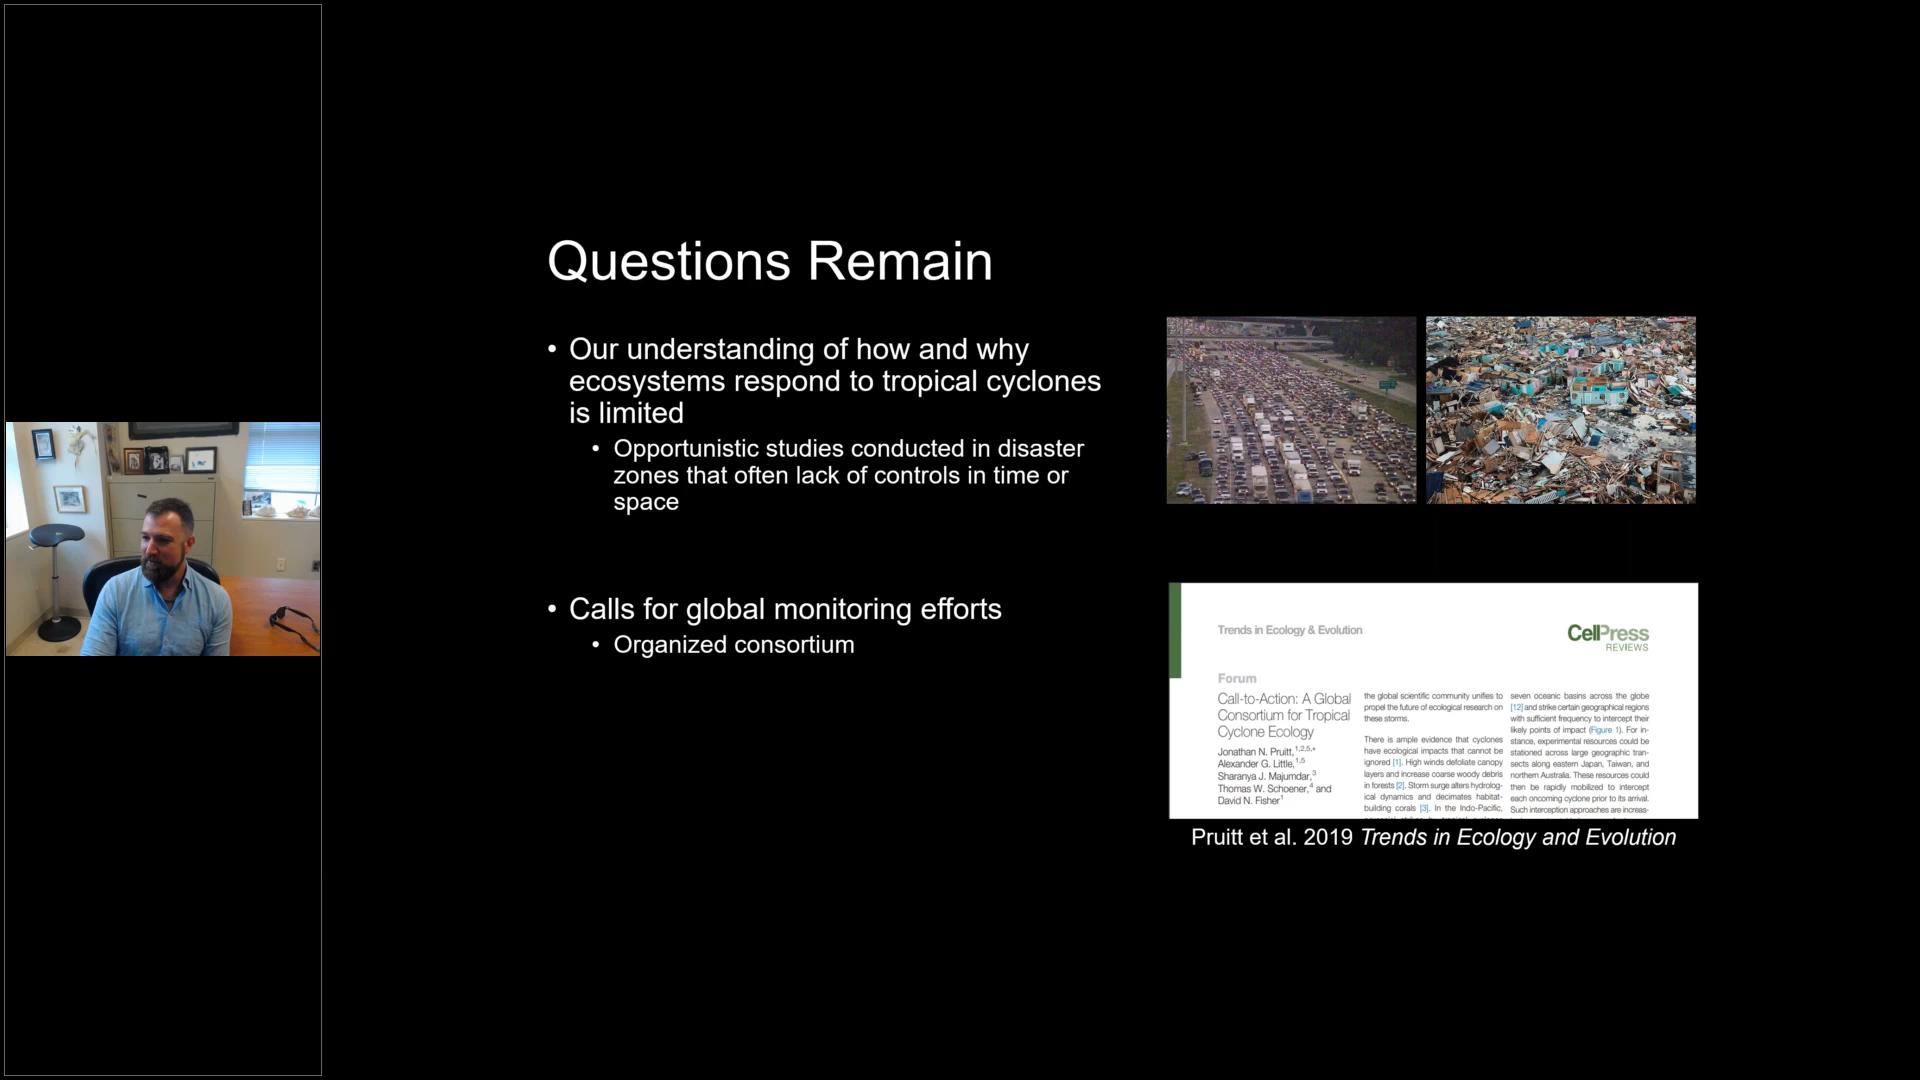 Questions Remain
• Our understanding of how and why
ecosystems respond to tropical cyclones
is limited
• Opportunistic studies conducted in disaster
zones that often lack of controls in time or
space
• Calls for global monitoring efforts
• Organized consortium
Trends in Ecology & Evolution
CellPress
REVIEWS
Forum
Call-to-Action: A Global
Consortium for Tropical
Cyclone Ecology
Jonathan N. Pruitt,1,2,5,*
Alexander G. Little,1,5
Sharanya J. Majumdar,3
Thomas W. Schoener,4 and
David N. Fisher1
the global scientific community unifies to
propel the future of ecological research on
these storms.
There is ample evidence that cyclones
have ecological impacts that cannot be
ignored [1]. High winds defoliate canopy
layers and increase coarse woody debris
in forests [2]. Storm surge alters hydrolog-
ical dynamics and decimates habitat-
building corals [3]. In the Indo-Pacific,
seven oceanic basins across the globe
[12] and strike certain geographical regions
with sufficient frequency to intercept their
likely points of impact (Figure 1). For in-
stance, experimental resources could be
stationed across large geographic tran-
sects along eastern Japan, Taiwan, and
northern Australia. These resources could
then be rapidly mobilized to intercept
each oncoming cyclone prior to its arrival.
Such interception approaches are increas-
Pruitt et al. 2019 Trends in Ecology and Evolution